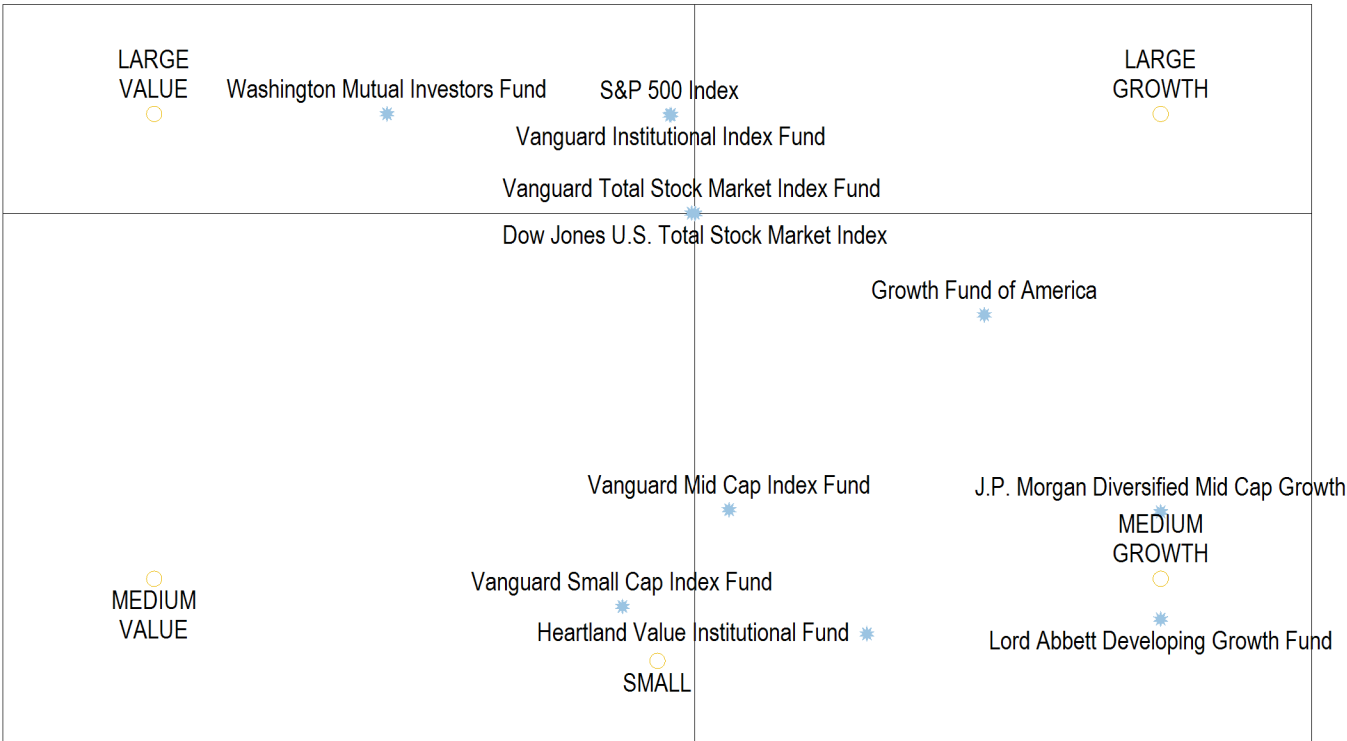 LARGE
VALUE
Washington Mutual Investors Fund
S&P 500 Index
LARGE
GROWTH
Vanguard Institutional Index Fund
Vanguard Total Stock Market Index Fund
Dow Jones U.S. Total Stock Market Index
Growth Fund of America
Vanguard Mid Cap Index Fund
J.P. Morgan Diversified Mid Cap Growth
MEDIUM
GROWTH
Vanguard Small Cap Index Fund
MEDIUM
VALUE
Heartland Value Institutional Fund
Lord Abbett Developing Growth Fund
SMALL